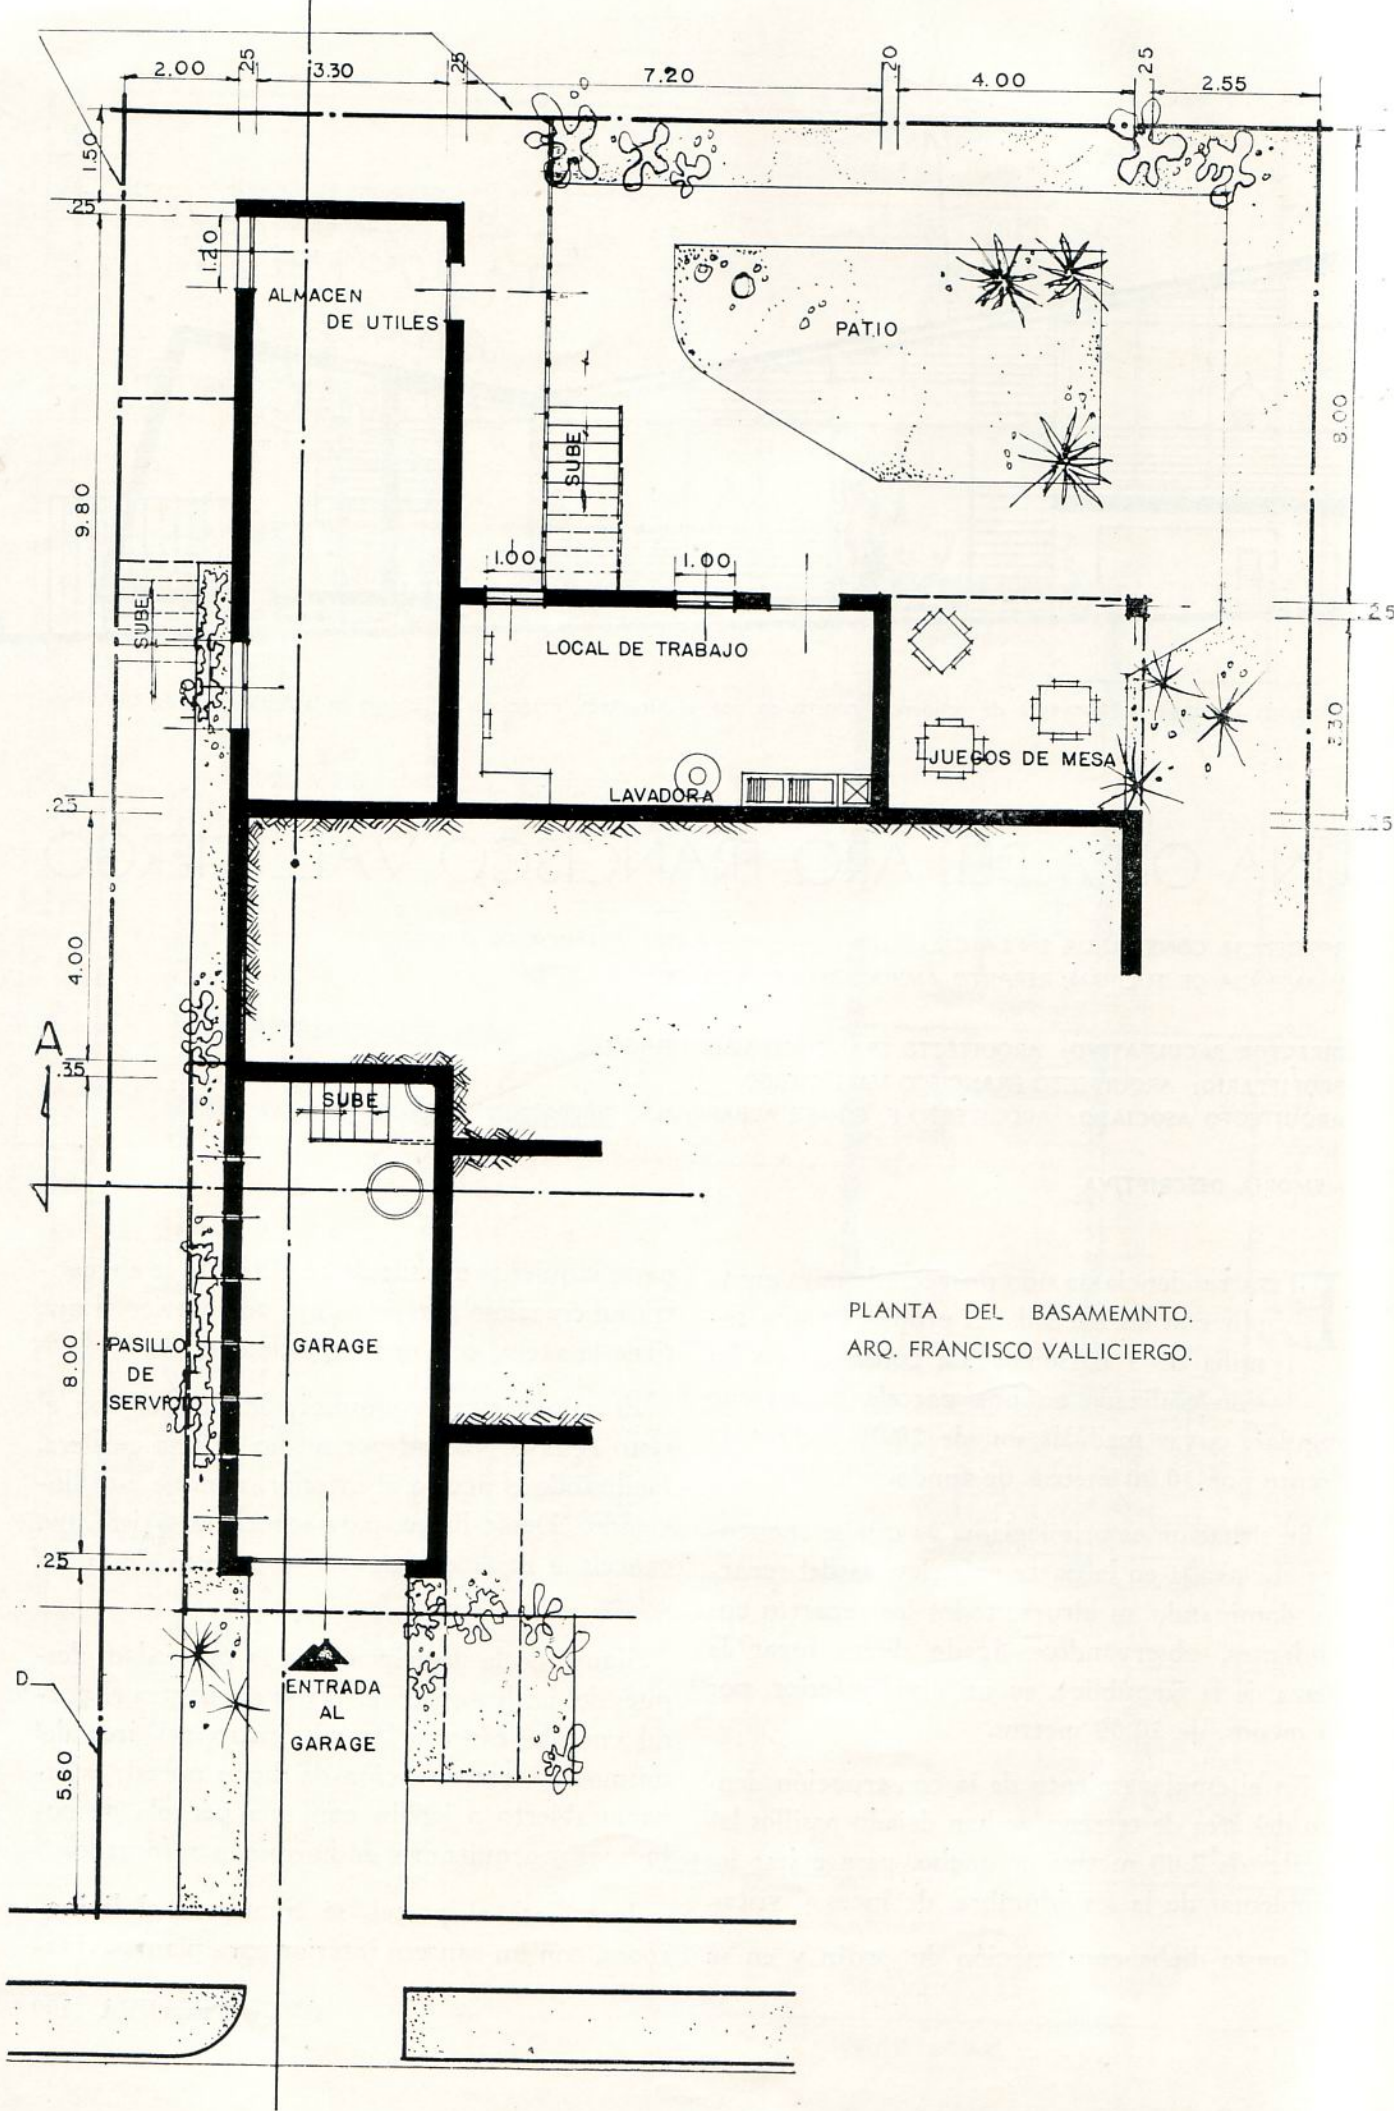 2.00 .25 3.30 .25 7.20 .20 4.00 .25 2.55
1.50
.25
1.20
ALMACEN
DE UTILES
PATIO
8.00
SUBE
9.80
1.00 1.00
SUBE
.25
LOCAL DE TRABAJO
1.20
3.30
JUEGOS DE MESA
LAVADORA
.25
4.00
A
.35
SUBE
PLANTA DEL BASAMEMNTO.
ARQ. FRANCISCO VALLICIERGO.
8.00
PASILLO
DE
SERVICIO
GARAGE
.25
D
ENTRADA
AL
GARAGE
5.60